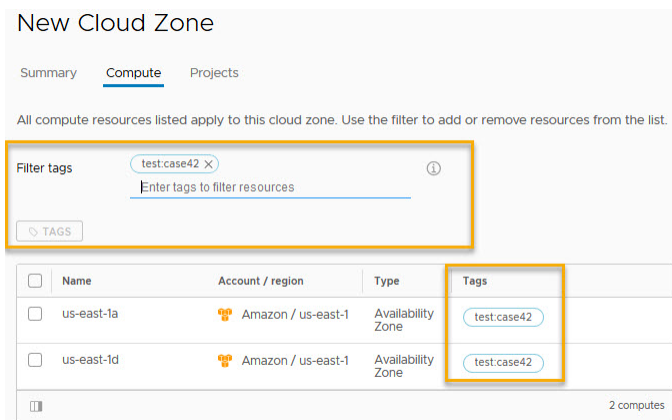 New Cloud Zone
Summary Compute Projects
All compute resources listed apply to this cloud zone. Use the filter to add or remove resources from the list.
Filter tags test:case42
Enter tags to filter resources
TAGS
Name Account / region Type Tags
us-east-1a Amazon / us-east-1 Availability Zone test:case42
us-east-1d Amazon / us-east-1 Availability Zone test:case42
2 computes